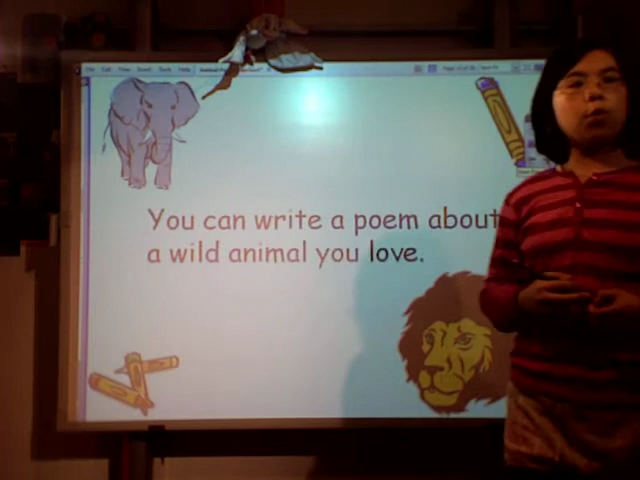 You can write a poem about
a wild animal you love.